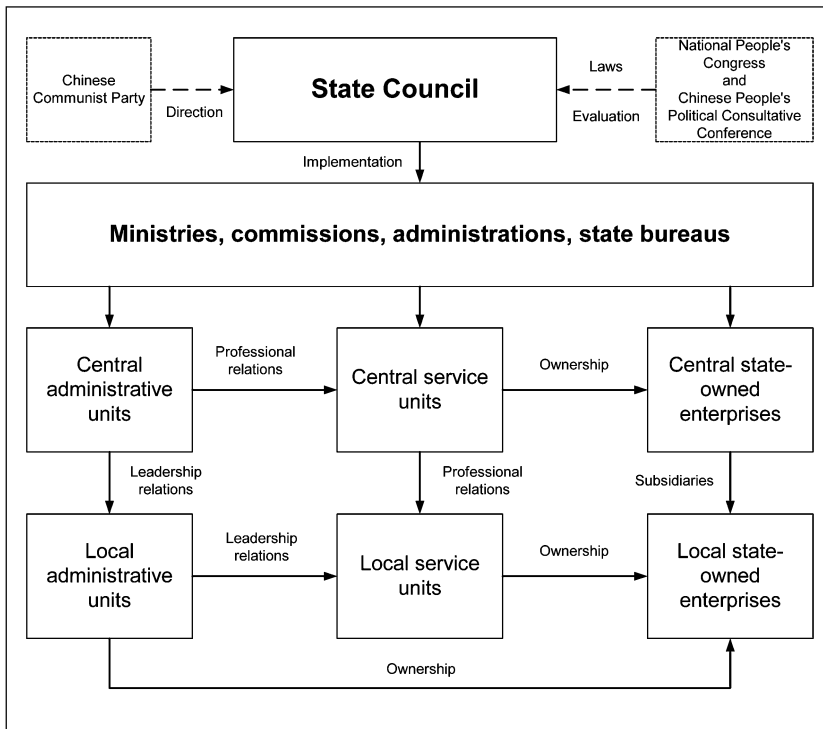 Chinese
Communist Party
Direction
State Council
Laws
Evaluation
National People's
Congress
and
Chinese People's
Political Consultative
Conference
Implementation
Ministries, commissions, administrations, state bureaus
Central
administrative
units
Professional
relations
Central service
units
Ownership
Central state-
owned
enterprises
Leadership
relations
Professional
relations
Subsidiaries
Local
administrative
units
Leadership
relations
Local service
units
Ownership
Local state-
owned
enterprises
Ownership